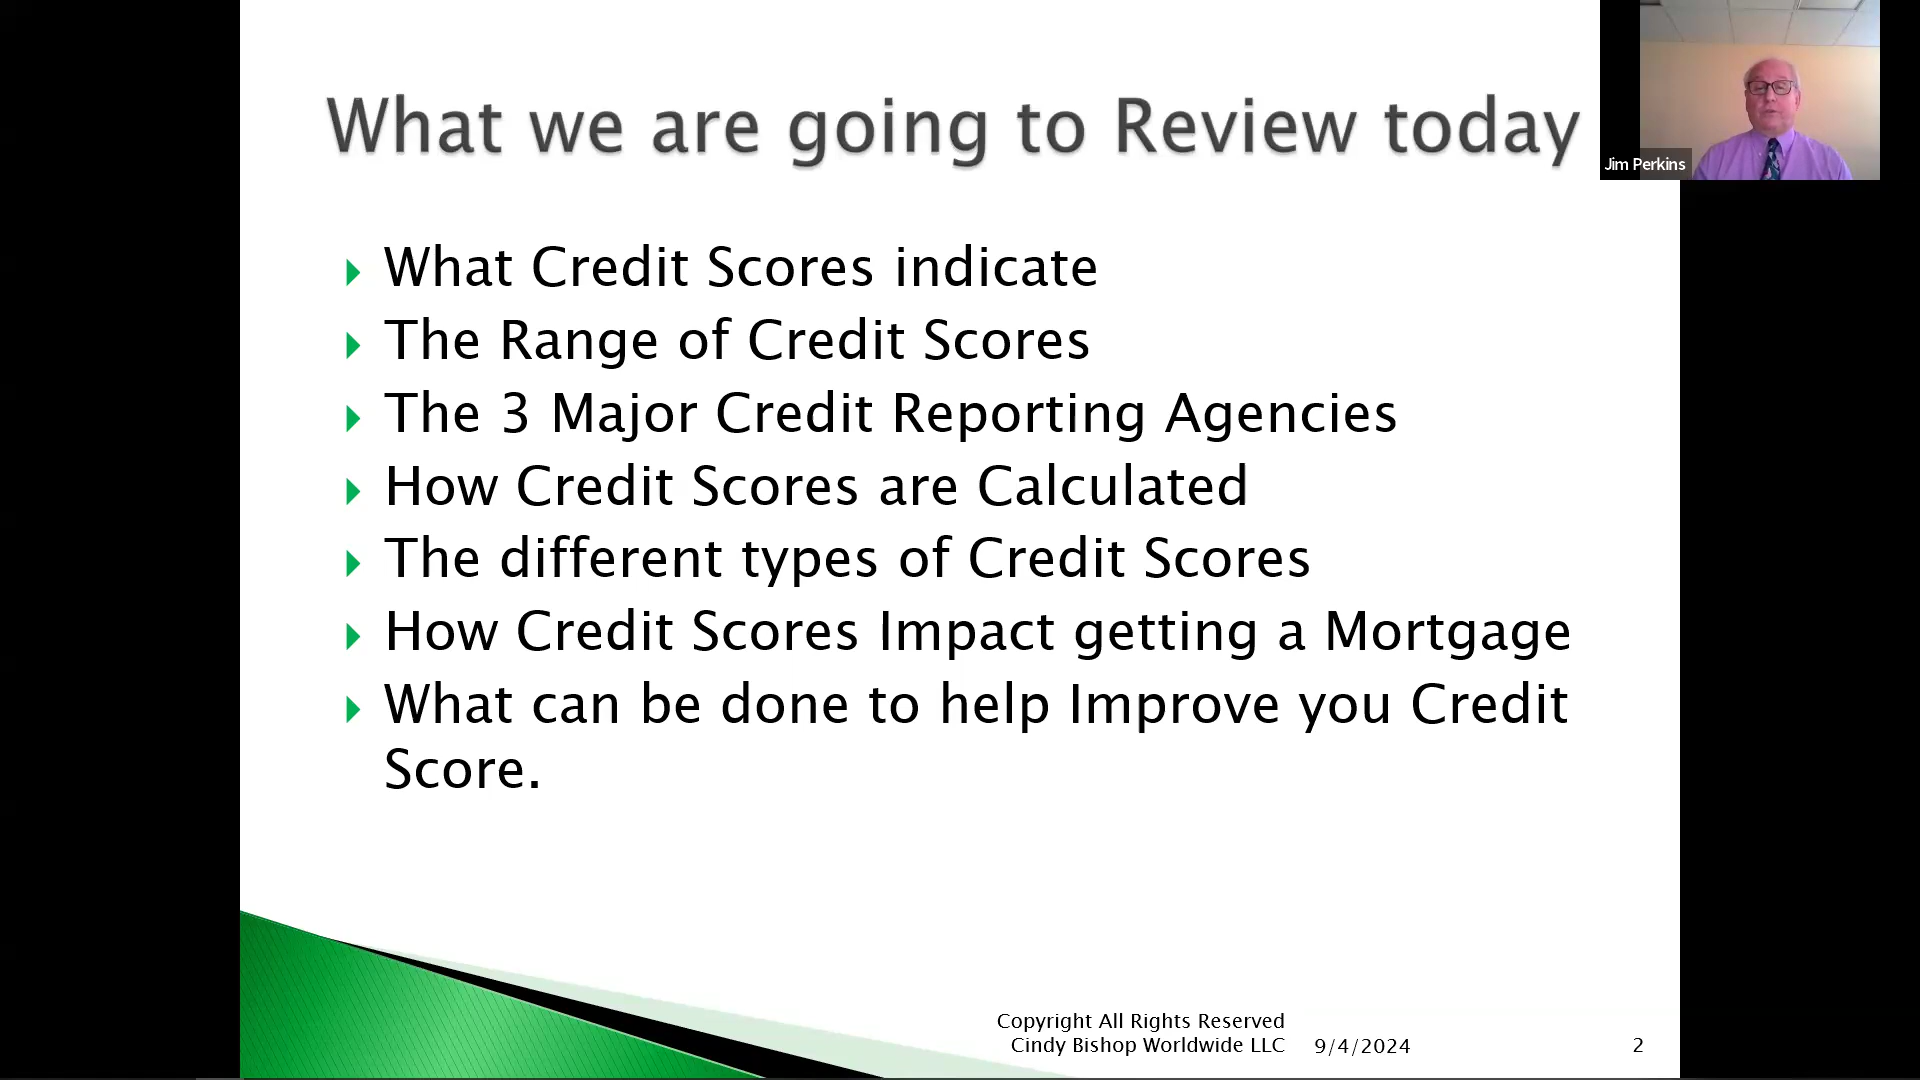 What we are going to Review today
Jim Perkins
What Credit Scores indicate
The Range of Credit Scores
The 3 Major Credit Reporting Agencies
How Credit Scores are Calculated
The different types of Credit Scores
How Credit Scores Impact getting a Mortgage
What can be done to help Improve you Credit
Score.
Copyright All Rights Reserved
Cindy Bishop Worldwide LLC
9/4/2024
2